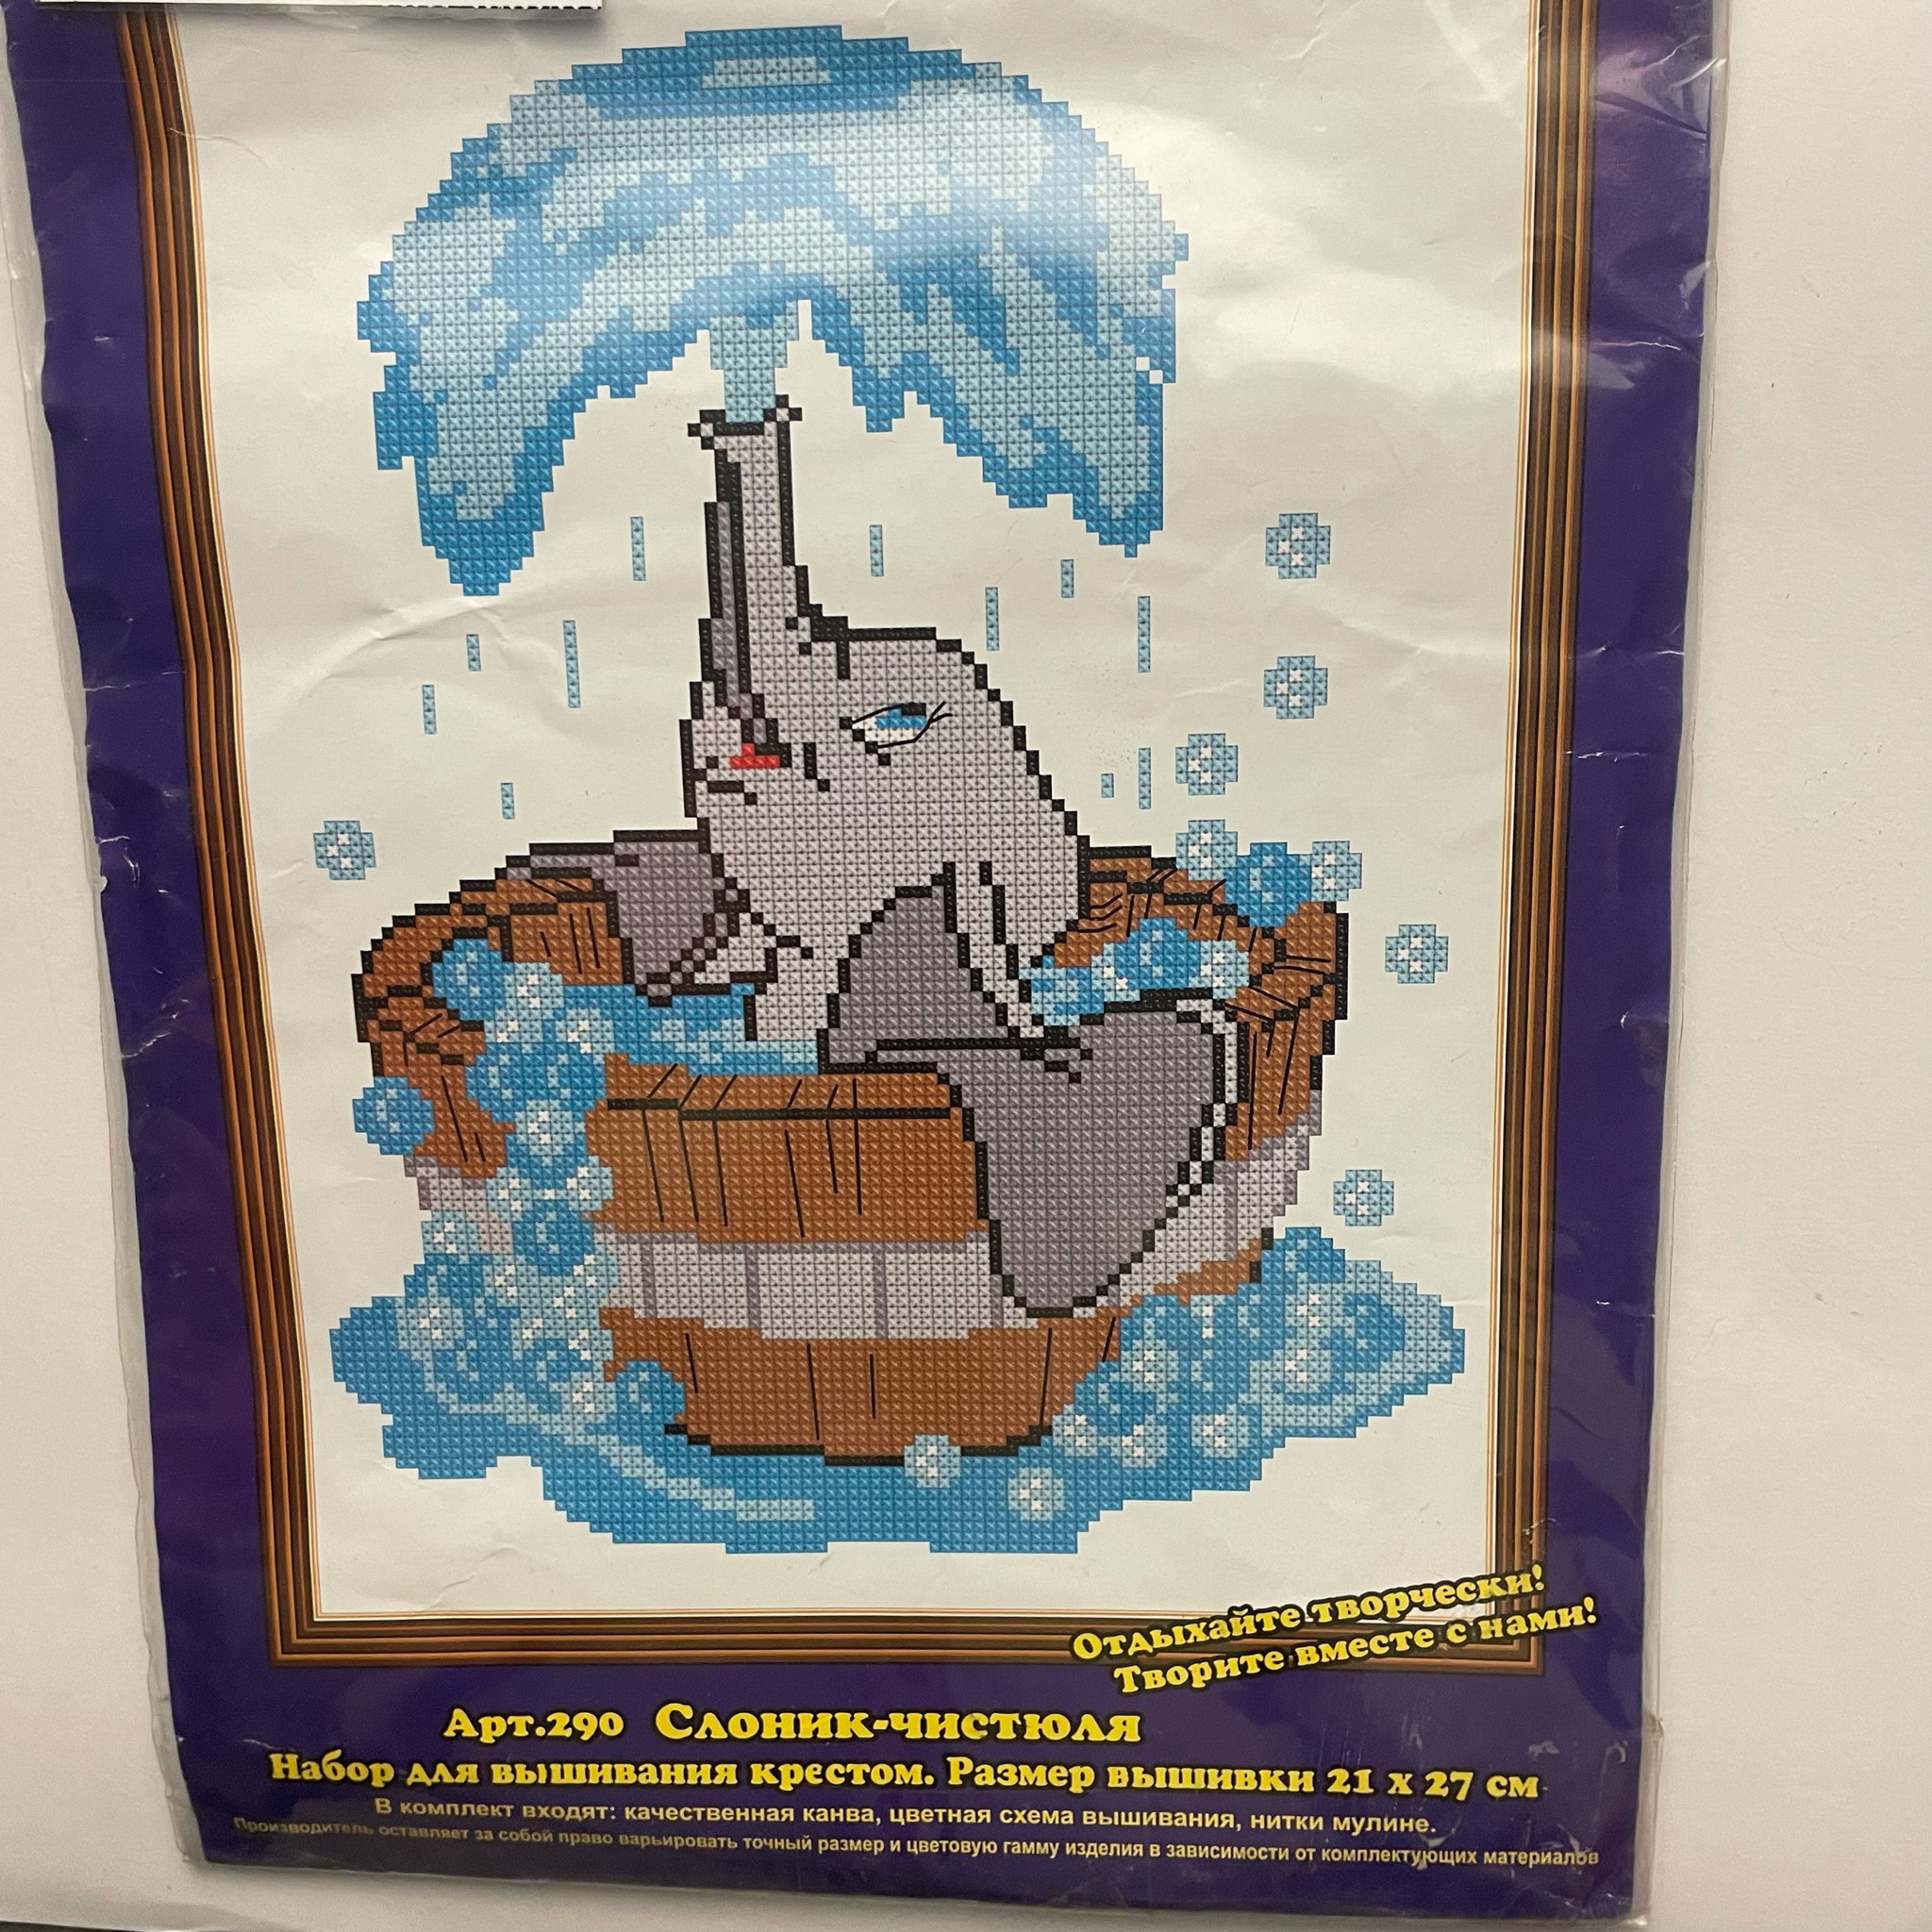 Отдыхайте творчески!
Творите вместе с нами!
Арт.290 Слоник-чистюля
Набор для вышивания крестом. Размер вышивки 21 х 27 см
В комплект входят: качественная канва, цветная схема вышивания, нитки мулине.
Производитель оставляет за собой право варьировать точный размер и цветовую гамму изделия в зависимости от комплектующих материалов